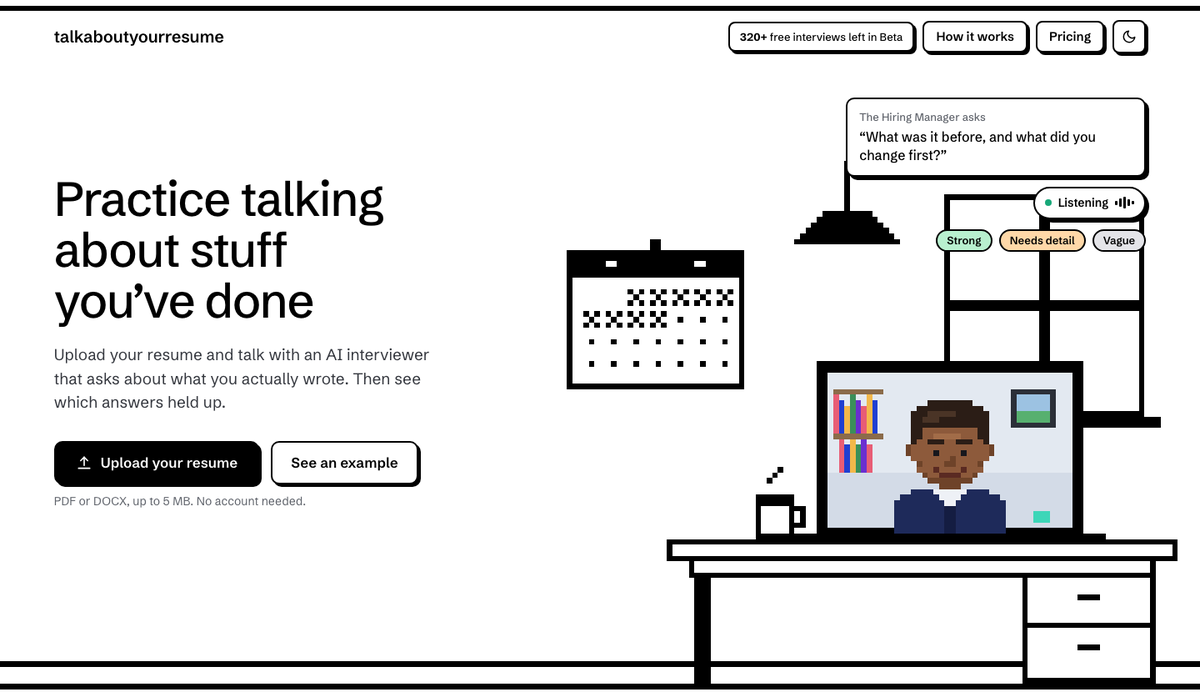 talkaboutyourresume
320+ free interviews left in Beta
How it works
Pricing
The Hiring Manager asks
“What was it before, and what did you
change first?”
Listening
Strong
Needs detail
Vague
Practice talking
about stuff
you’ve done
Upload your resume and talk with an AI interviewer
that asks about what you actually wrote. Then see
which answers held up.
Upload your resume
See an example
PDF or DOCX, up to 5 MB. No account needed.